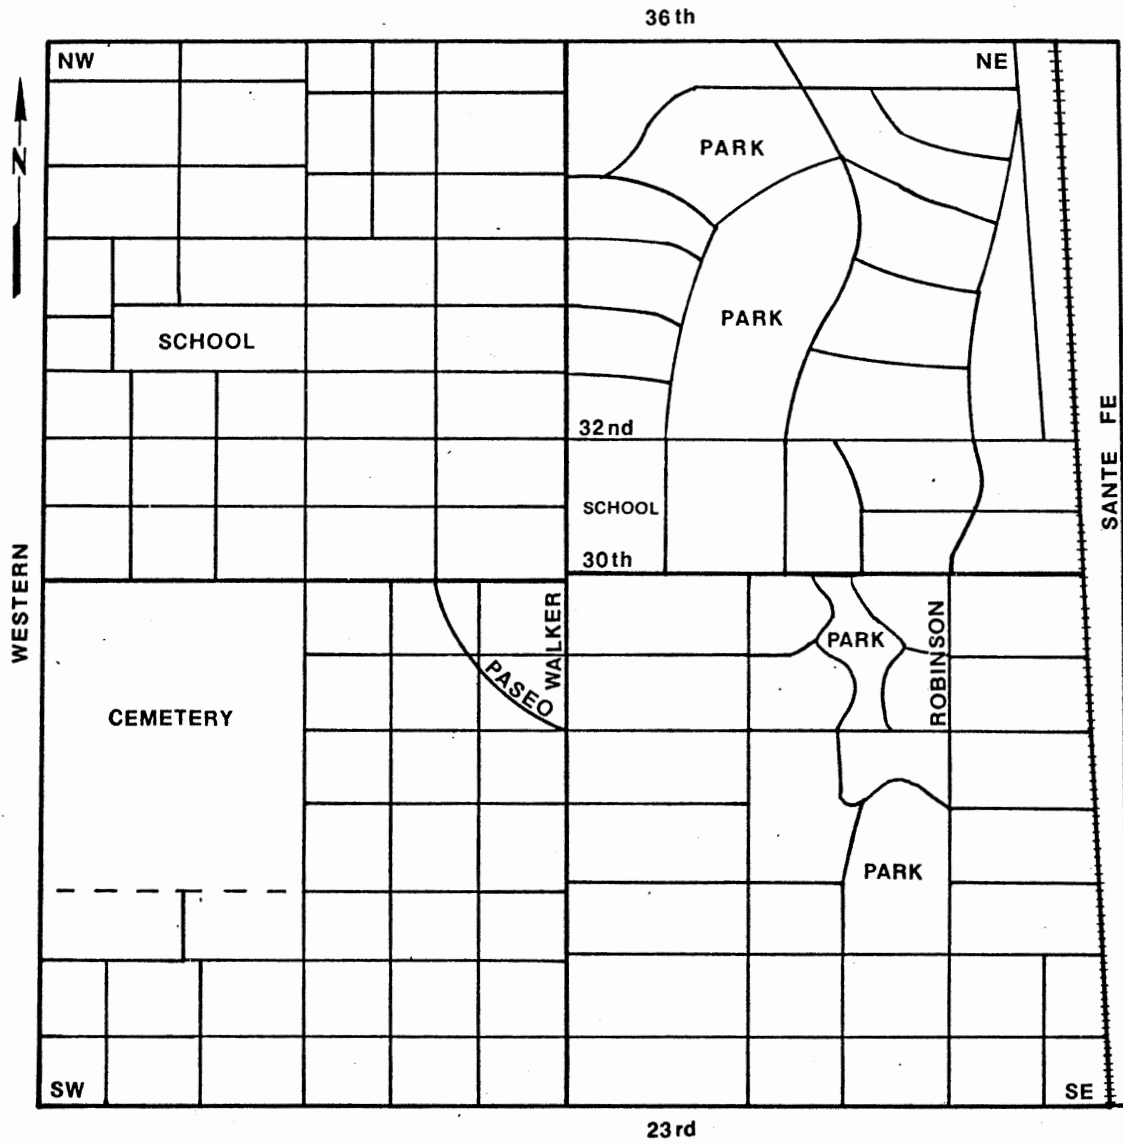 36th
NW
NE
N
PARK
PARK
SCHOOL
32nd
SANTE FE
SCHOOL
30th
WESTERN
WALKER
PARK
ROBINSON
PASEO
CEMETERY
PARK
SW
SE
23rd